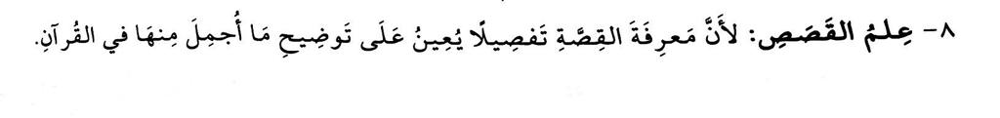 ٨- عِلمُ القَصَصِ: لأَنَّ مَعرِفَةَ القِصَّةِ تَفصِيلًا يُعِينُ عَلَى تَوضِيحِ مَا أُجمِلَ مِنهَا في القُرآنِ.